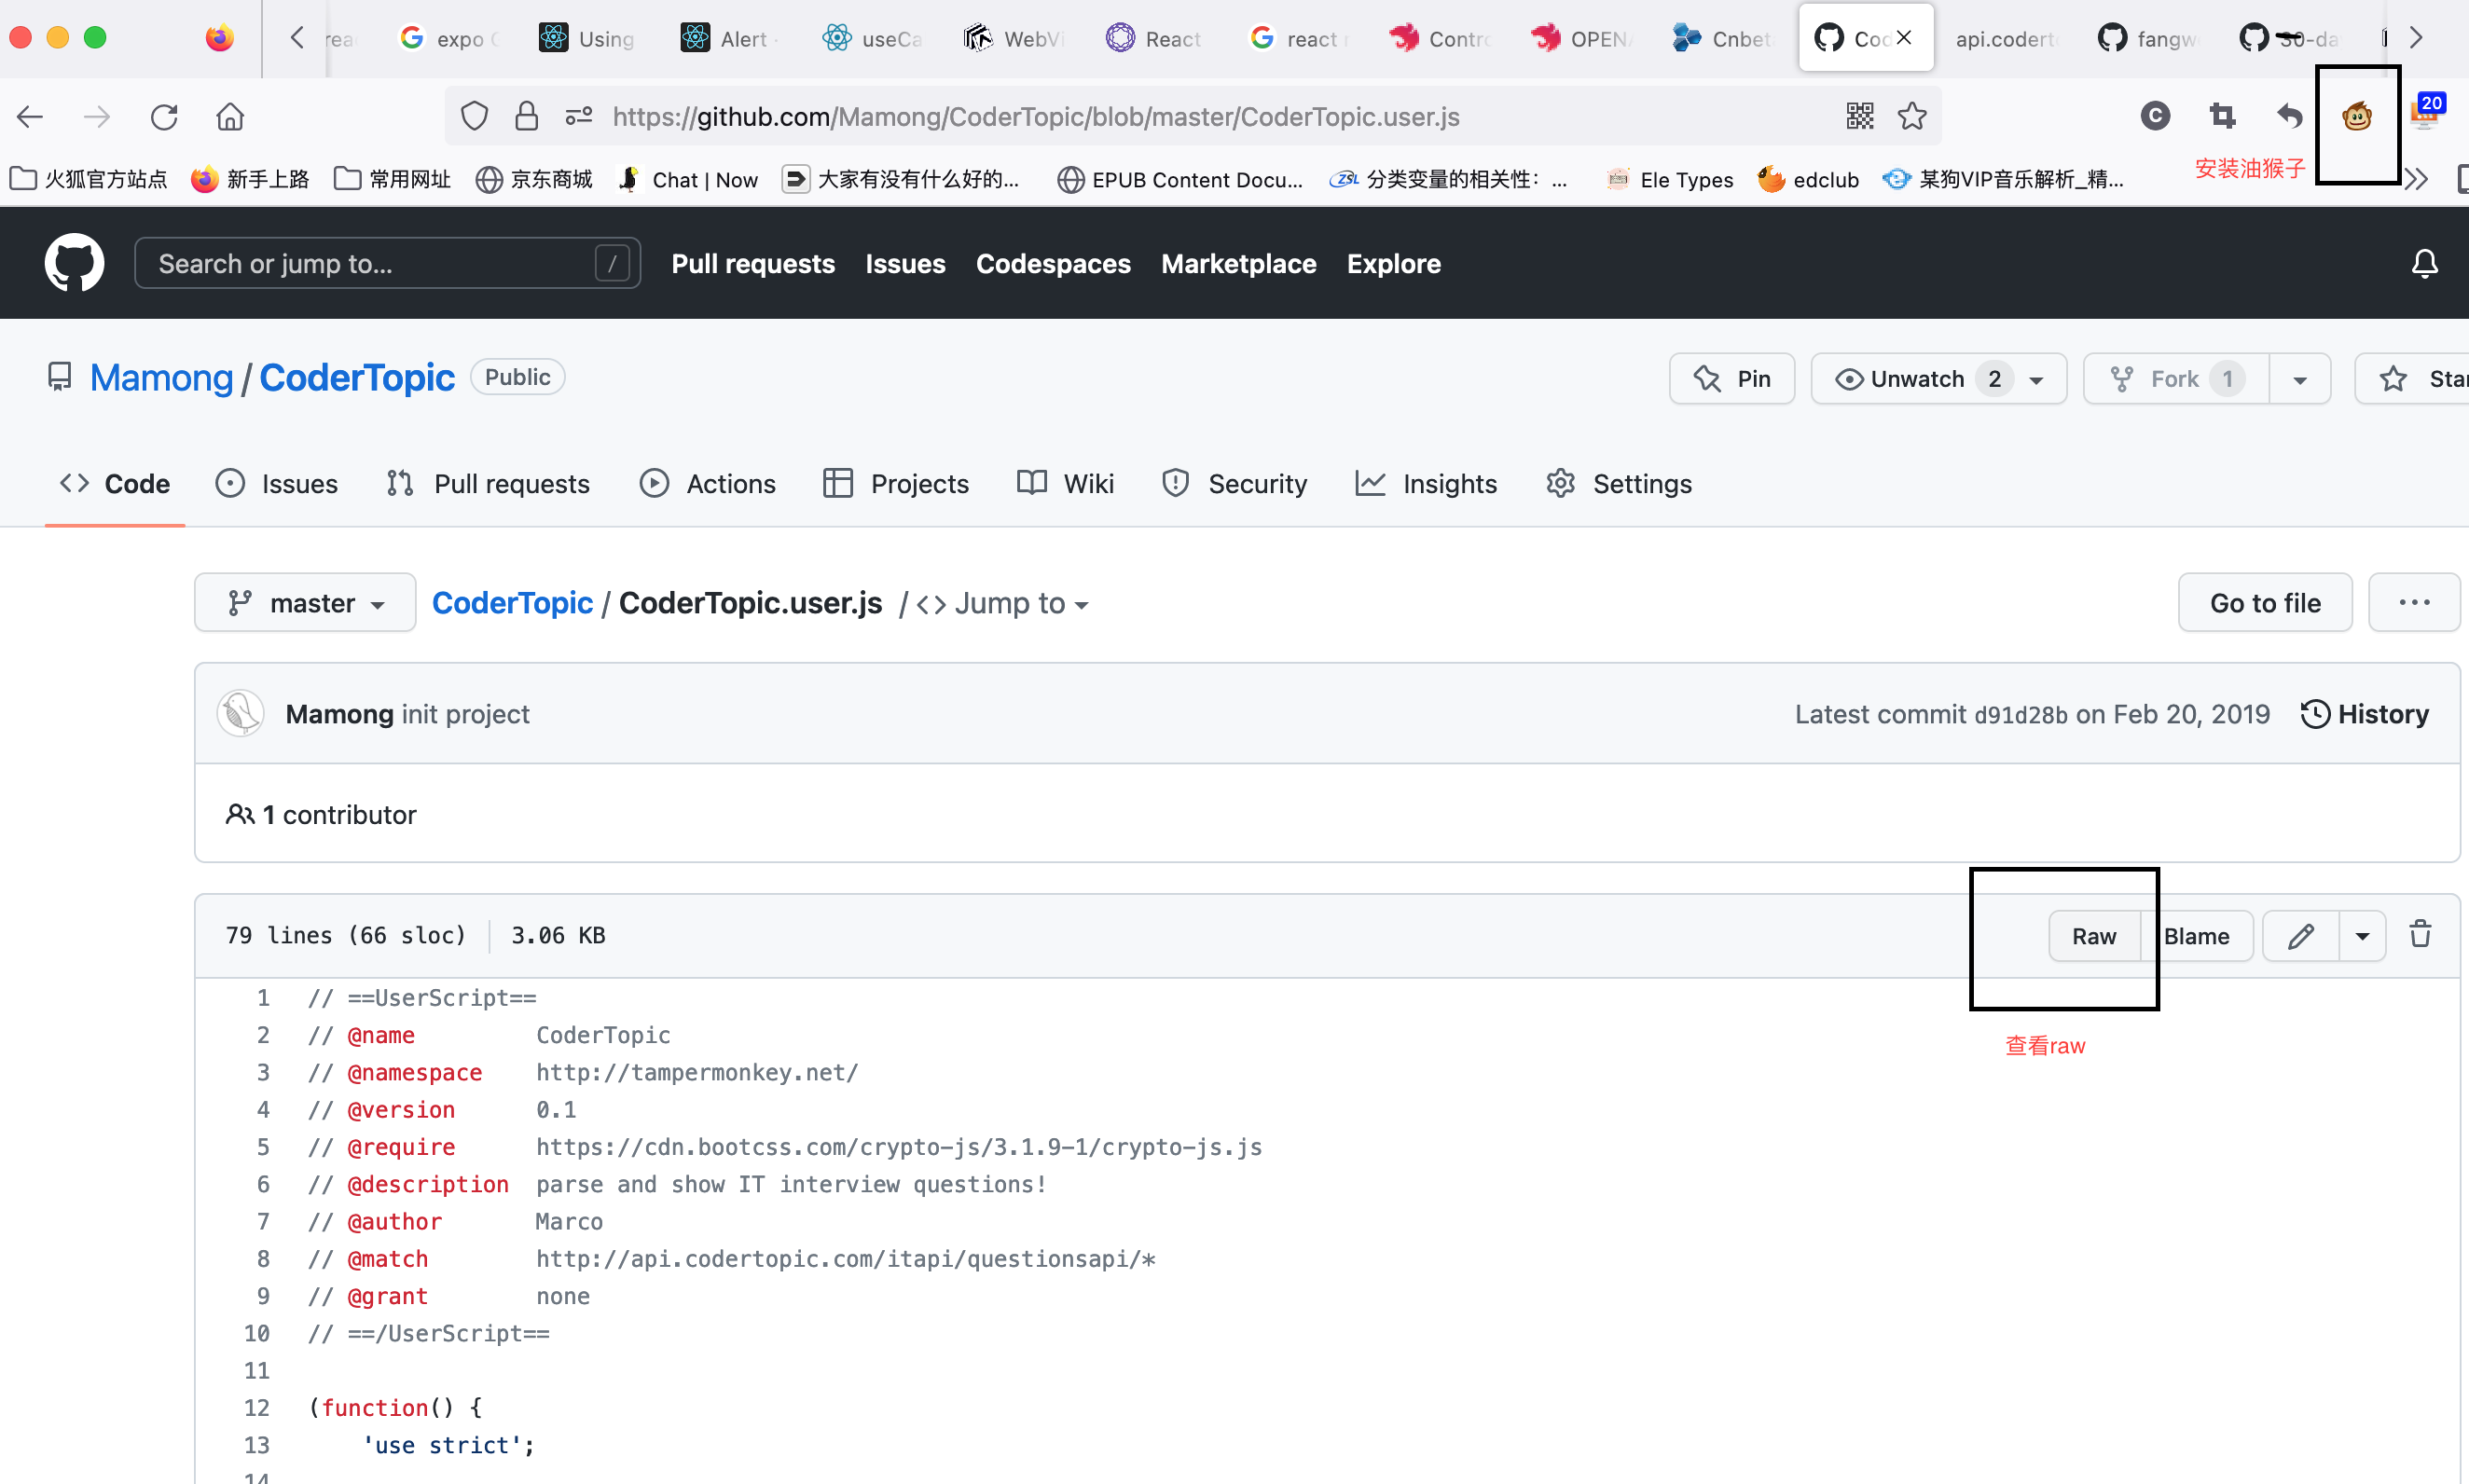 expo
Using
Alert
useCa
WebVi
React
react
Contro
OPEN
Cnbet
Coc
api.coderto
fangw
https://github.com/Mamong/CoderTopic/blob/master/CoderTopic.user.js
C
20
火狐官方站点 新手上路 常用网址 京东商城 Chat | Now 大家有没有什么好的... EPUB Content Docu... ZSL 分类变量的相关性：... Ele Types edclub 某狗VIP音乐解析_精...
安装油猴子
Search or jump to... /
Pull requests Issues Codespaces Marketplace Explore
Mamong / CoderTopic Public
Pin Unwatch 2 Fork 1 Star
Code Issues Pull requests Actions Projects Wiki Security Insights Settings
master CoderTopic / CoderTopic.user.js / <> Jump to
Go to file ...
Mamong init project
Latest commit d91d28b on Feb 20, 2019 History
1 contributor
79 lines (66 sloc) 3.06 KB
Raw Blame
查看raw
1 // ==UserScript==
2 // @name CoderTopic
3 // @namespace http://tampermonkey.net/
4 // @version 0.1
5 // @require https://cdn.bootcss.com/crypto-js/3.1.9-1/crypto-js.js
6 // @description parse and show IT interview questions!
7 // @author Marco
8 // @match http://api.codertopic.com/itapi/questionsapi/*
9 // @grant none
10 // ==/UserScript==
11
12 (function() {
13 'use strict';
14